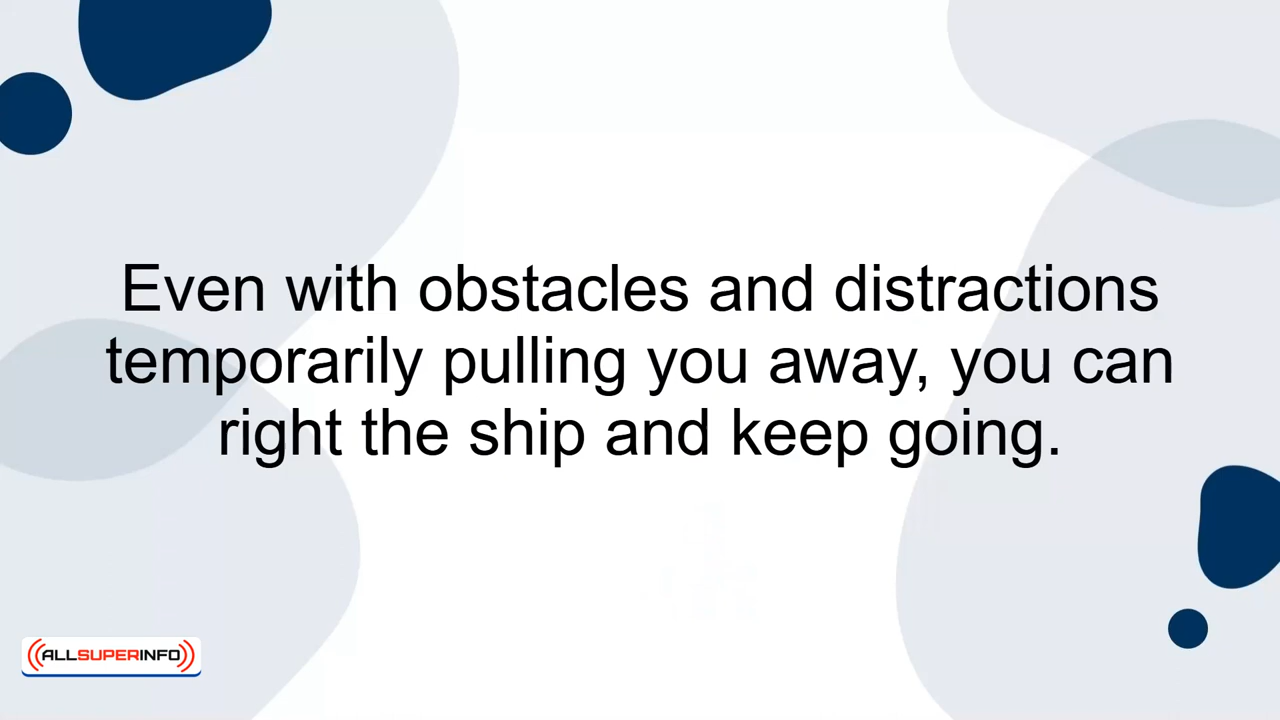 Even with obstacles and distractions
temporarily pulling you away, you can
right the ship and keep going.
ALLSUPERINFO